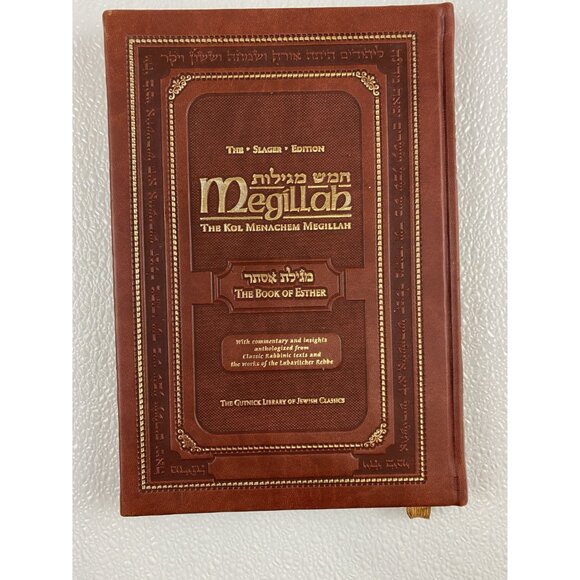 ליהודים היתה אורה ושמחה וששון ויקר
THE • SLAGER • EDITION
חמש מגילות
Megillah
THE KOL MENACHEM MEGILLAH
מגילת אסתר
THE BOOK OF ESTHER
With commentary and insights
anthologized from
Classic Rabbinic texts and
the works of the Lubavitcher Rebbe
THE GUTNICK LIBRARY OF JEWISH CLASSICS